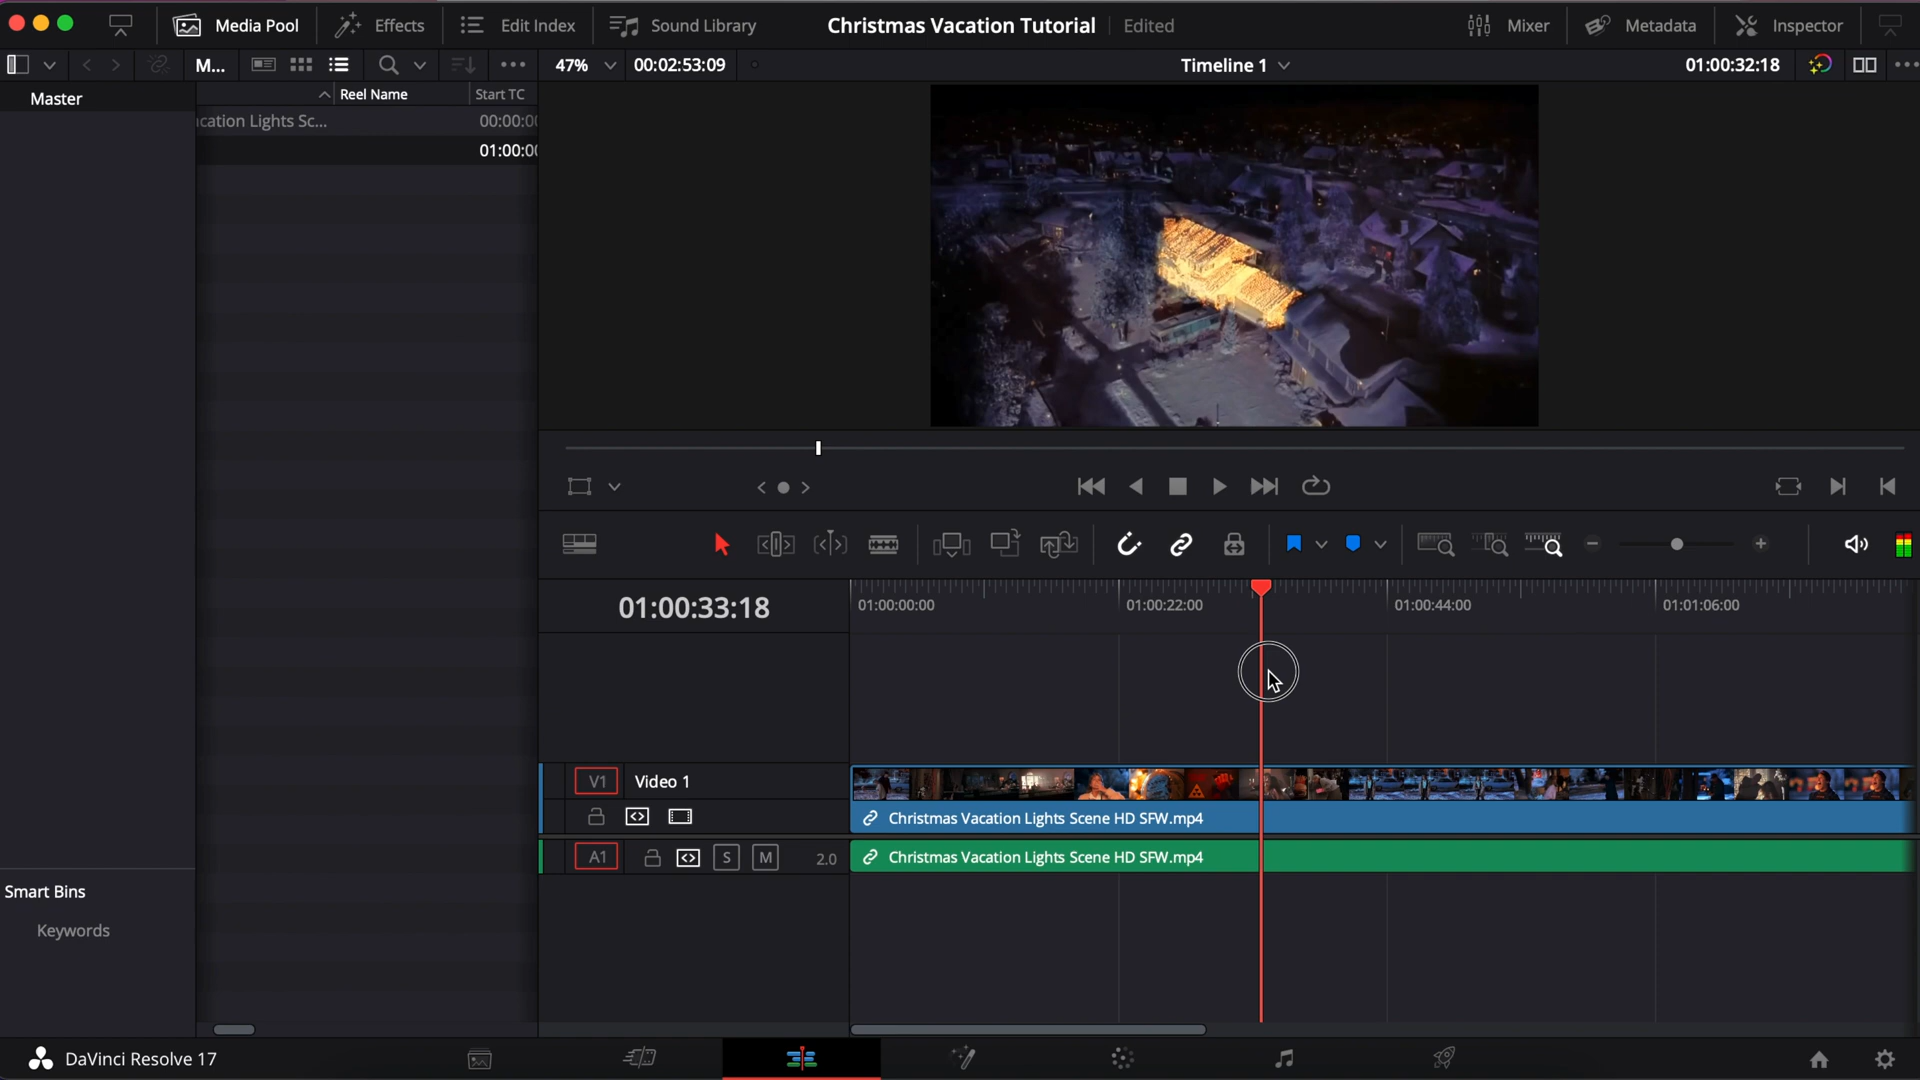 Media Pool
Effects
Edit Index
Sound Library
Christmas Vacation Tutorial
Edited
Mixer
Metadata
Inspector
M...
47%
00:02:53:09
Timeline 1
01:00:32:18
Master
Reel Name
Start TC
ication Lights Sc...
00:00:00
01:00:00
01:00:33:18
01:00:00:00
01:00:22:00
01:00:44:00
01:01:06:00
V1
Video 1
Christmas Vacation Lights Scene HD SFW.mp4
A1
S
M
2.0
Christmas Vacation Lights Scene HD SFW.mp4
Smart Bins
Keywords
DaVinci Resolve 17